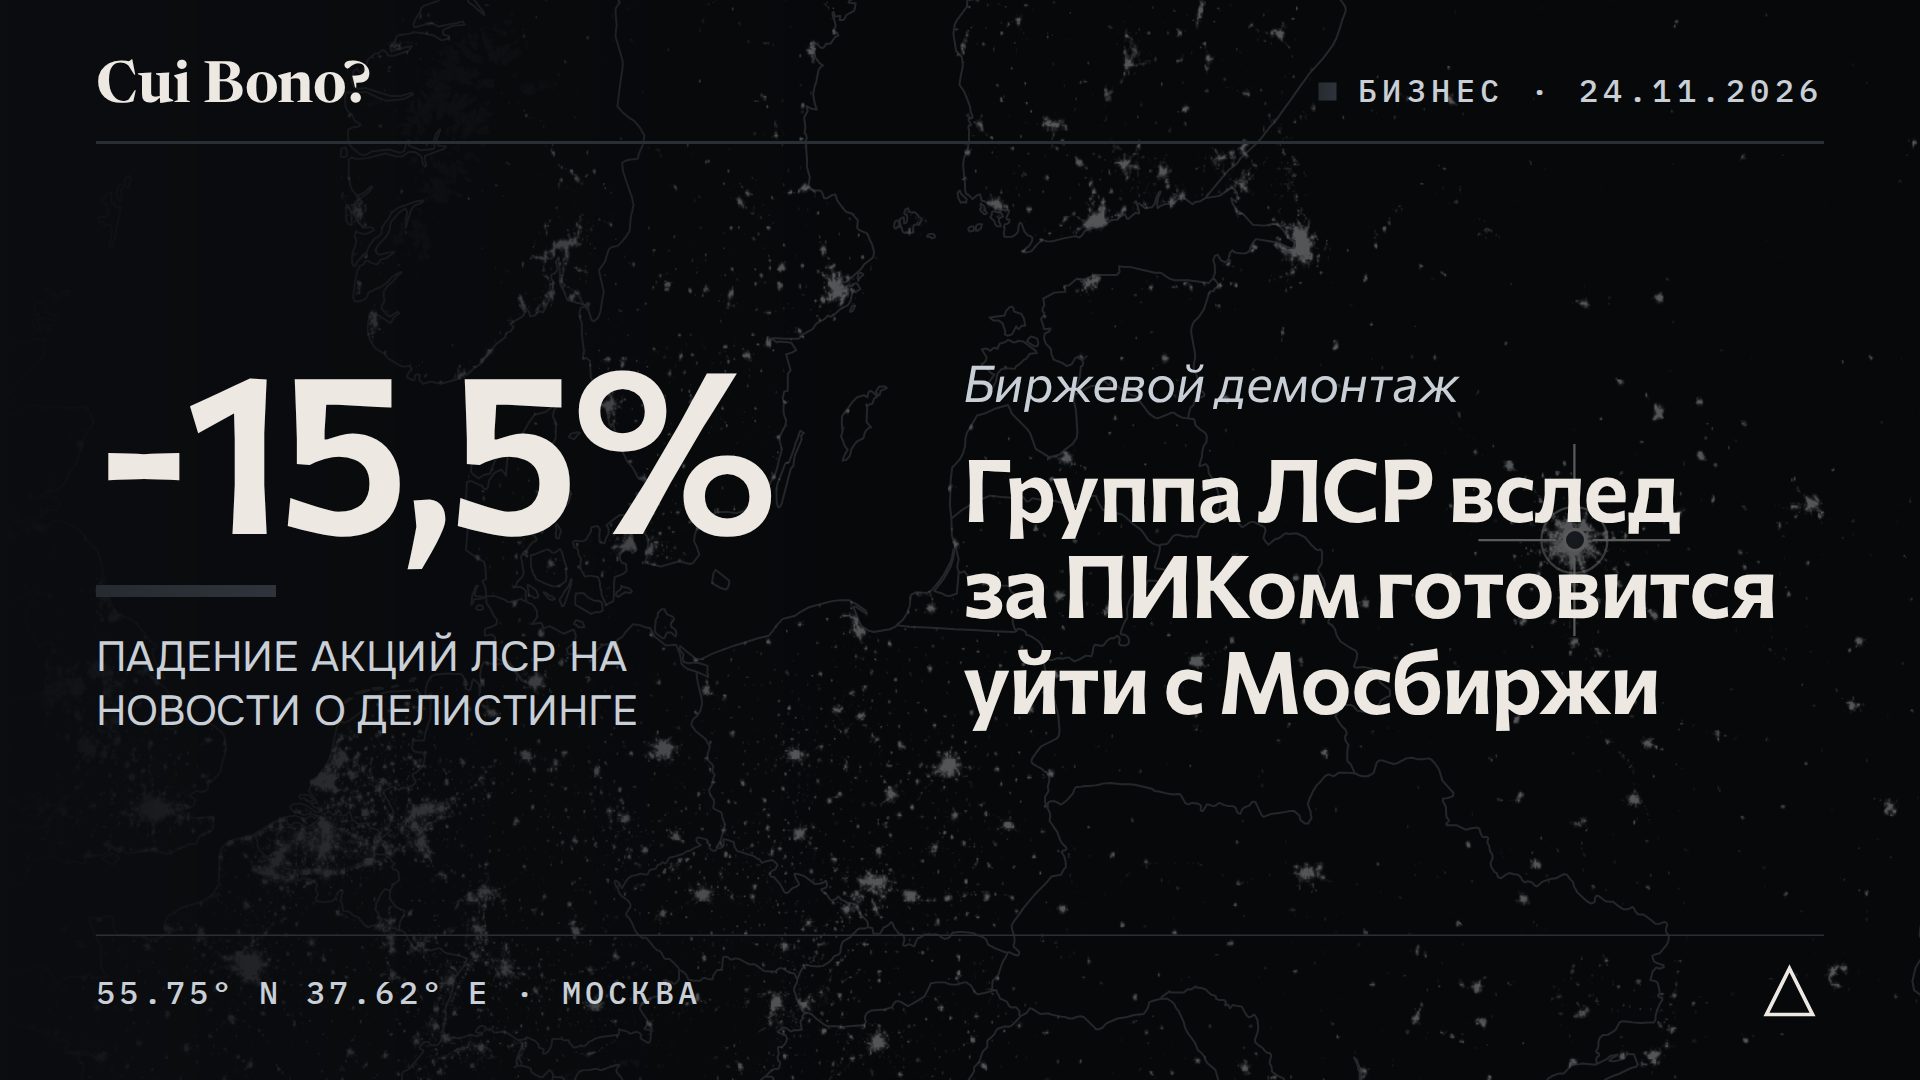 Cui Bono?
БИЗНЕС · 24.11.2026
-15,5%
ПАДЕНИЕ АКЦИЙ ЛСР НА
НОВОСТИ О ДЕЛИСТИНГЕ
Биржевой демонтаж
Группа ЛСР вслед
за ПИКом готовится
уйти с Мосбиржи
55.75° N 37.62° E · МОСКВА